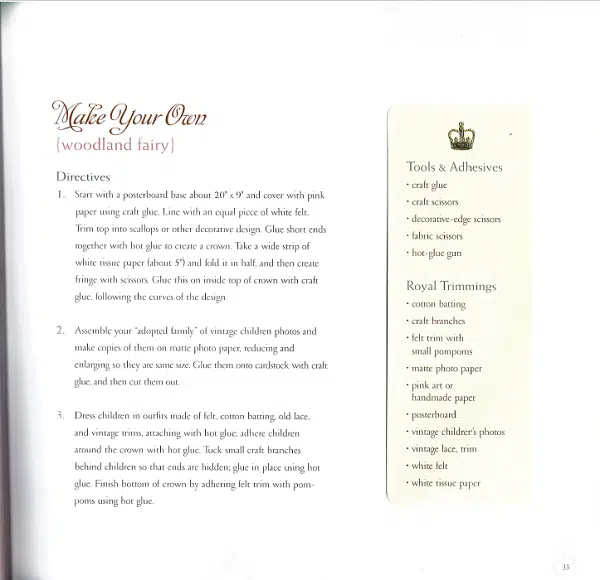 Make Your Own
{woodland fairy}
Directives
1. Start with a posterboard base about 20" x 9" and cover with pink
paper using craft glue. Line with an equal piece of white felt.
Trim top into scallops or other decorative design. Glue short ends
together with hot glue to create a crown. Take a wide strip of
white tissue paper (about 5") and fold it in half, and then create
fringe with scissors. Glue this on inside top of crown with craft
glue, following the curves of the design.
2. Assemble your "adopted family" of vintage children photos and
make copies of them on matte photo paper, reducing and
enlarging so they are same size. Glue them onto cardstock with craft
glue, and then cut them out.
3. Dress children in outfits made of felt, cotton batting, old lace,
and vintage trims, attaching with hot glue; adhere children
around the crown with hot glue. Tuck small craft branches
behind children so that ends are hidden; glue in place using hot
glue. Finish bottom of crown by adhering felt trim with pom-
poms using hot glue.
Tools & Adhesives
• craft glue
• craft scissors
• decorative-edge scissors
• fabric scissors
• hot-glue gun
Royal Trimmings
• cotton batting
• craft branches
• felt trim with
small pompoms
• matte photo paper
• pink art or
handmade paper
• posterboard
• vintage children's photos
• vintage lace, trim
• white felt
• white tissue paper
33